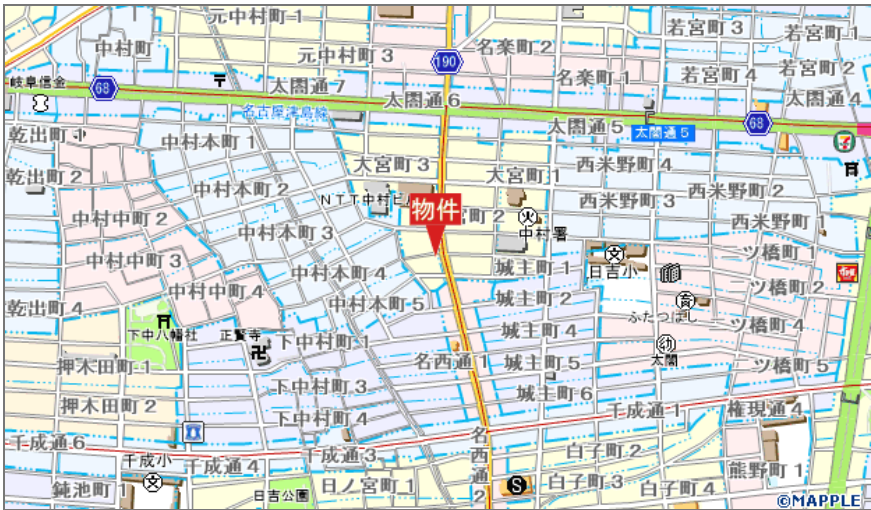 元中村町1
若宮町3
若宮町1
中村町
元中村町3
名楽町2
190
若宮町4
若宮町2
岐阜信金
68
太閤通7
名楽町1
太閤通6
太閤通4
名古屋津島線
太閤通5
太閤通5
68
乾出町1
中村本町1
大宮町3
大宮町1
西米野町4
乾出町2
中村本町2
NTT中村ビル
西米野町3
西米野町2
中村中町2
物件
宮町2
火
中村署
西米野町1
中村本町3
文
日吉小
中村中町3
中村本町4
城主町1
一ツ橋町1
中村中町4
城主町2
二ツ橋町2
乾出町4
中村本町5
ふたつばし
下中八幡社
正賢寺
下中村町1
城主町4
二ツ橋町4
幼
太閤
押木田町1
名西通1
城主町5
二ツ橋町5
下中村町3
押木田町2
城主町6
下中村町4
千成通1
権現通4
千成通6
千成通3
名西通2
白子町2
千成小
千成通4
熊野町1
文
鈍池町1
日ノ宮町1
S
白子町3
日吉公園
白子町4
©MAPPLE